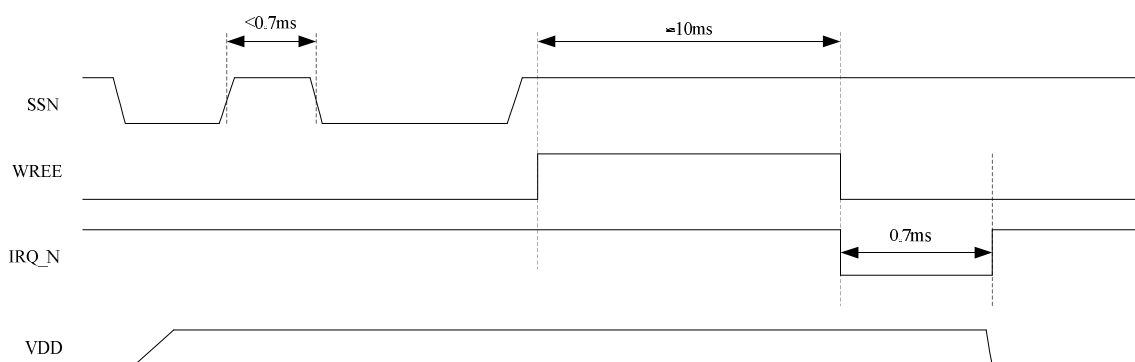 <0.7ms
≈10ms
SSN
WREE
IRQ_N
0.7ms
VDD